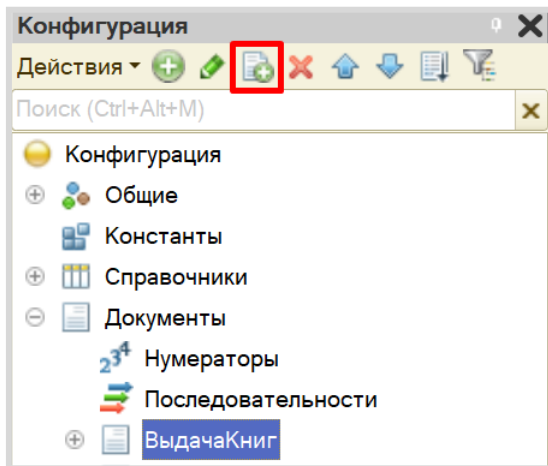 Конфигурация
Действия
Поиск (Ctrl+Alt+M)
Конфигурация
Общие
Константы
Справочники
Документы
Нумераторы
Последовательности
ВыдачаКниг